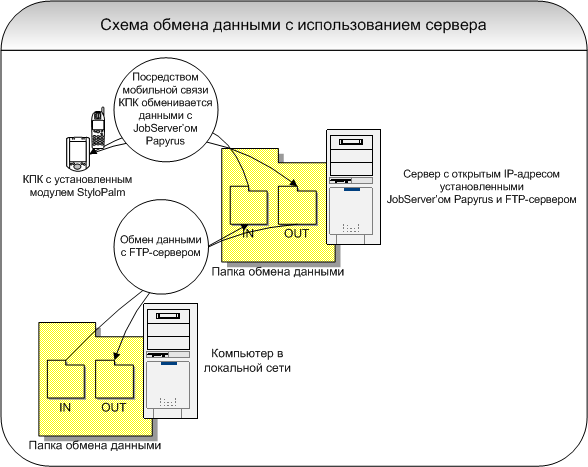 Схема обмена данными с использованием сервера
Посредством
мобильной связи
КПК обменивается
данными с
JobServer'ом
Papyrus
КПК с установленным
модулем StyloPalm
Сервер с открытым IP-адресом
установленными
JobServer'ом Papyrus и FTP-сервером
IN
OUT
Папка обмена данными
Обмен данными
с FTP-сервером
Компьютер в
локальной сети
IN
OUT
Папка обмена данными